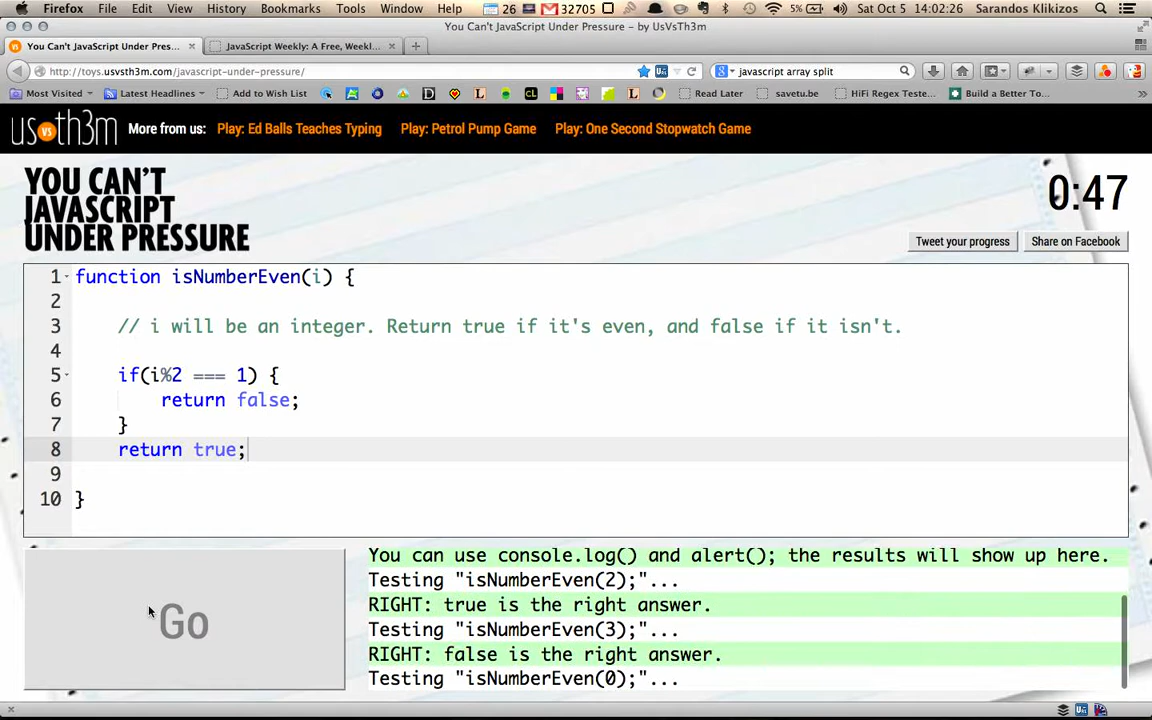 Firefox File Edit View History Bookmarks Tools Window Help 26 32705 5% Sat Oct 5 14:02:26 Sarandos Klikizos
You Can't JavaScript Under Pressure - by UsVsTh3m
You Can't JavaScript Under Pres... × JavaScript Weekly: A Free, Weekl... × +
http://toys.usvsth3m.com/javascript-under-pressure/ javascript array split
Most Visited Latest Headlines Add to Wish List Read Later savetu.be HiFi Regex Teste... Build a Better To...
us vs th3m More from us: Play: Ed Balls Teaches Typing Play: Petrol Pump Game Play: One Second Stopwatch Game
YOU CAN'T
JAVASCRIPT
UNDER PRESSURE
0:47
Tweet your progress Share on Facebook
1 function isNumberEven(i) {
2
3 // i will be an integer. Return true if it's even, and false if it isn't.
4
5 if(i%2 === 1) {
6 return false;
7 }
8 return true;
9
10 }
Go
You can use console.log() and alert(); the results will show up here.
Testing "isNumberEven(2);"...
RIGHT: true is the right answer.
Testing "isNumberEven(3);"...
RIGHT: false is the right answer.
Testing "isNumberEven(0);"...